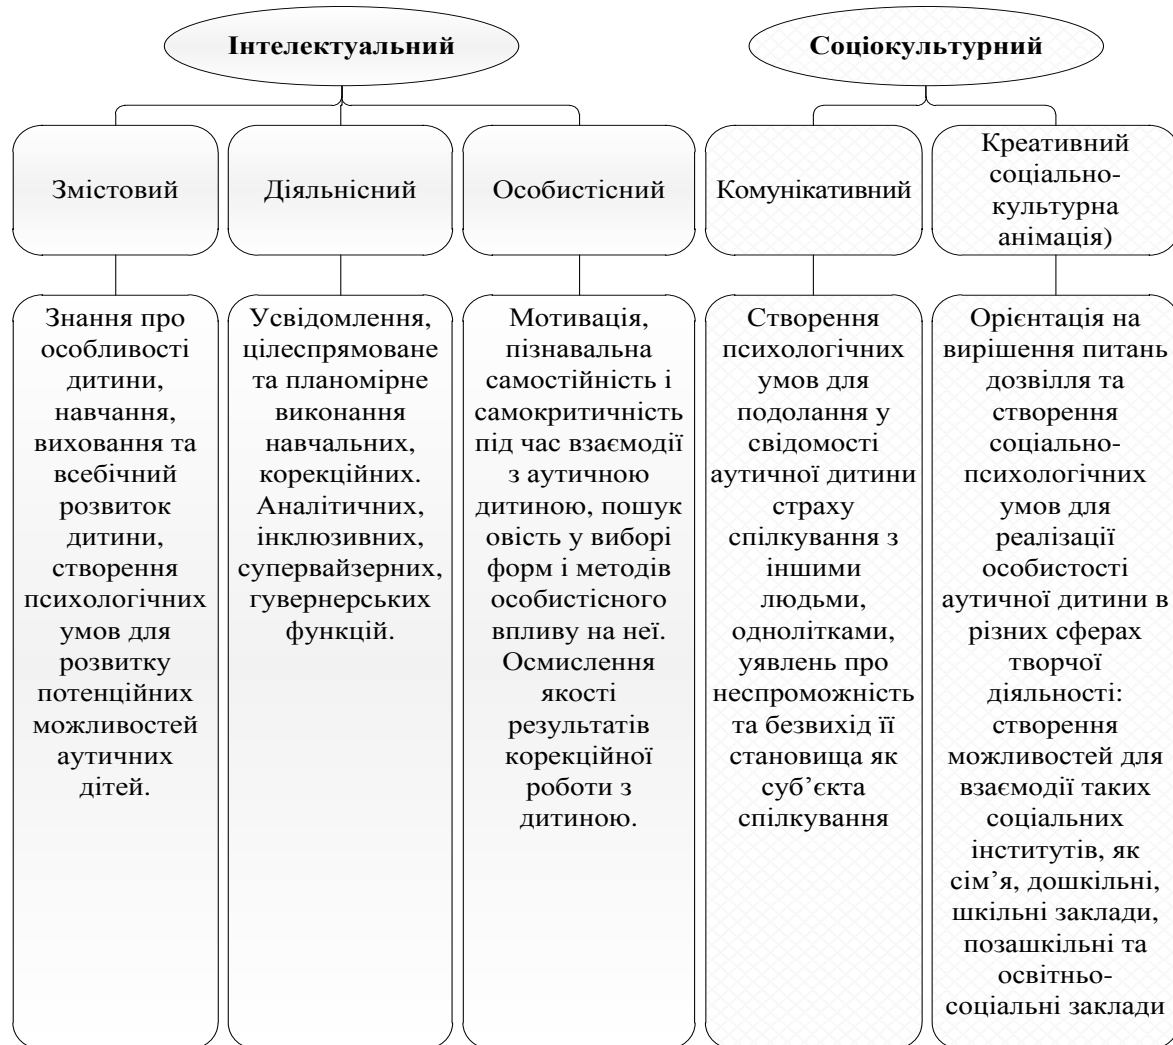 Інтелектуальний
Соціокультурний
Змістовий
Діяльнісний
Особистісний
Комунікативний
Креативний
соціально-
культурна
анімація)
Знання про
особливості
дитини,
навчання,
виховання та
всебічний
розвиток
дитини,
створення
психологічних
умов для
розвитку
потенційних
можливостей
аутичних
дітей.
Усвідомлення,
цілеспрямоване
та планомірне
виконання
навчальних,
корекційних.
Аналітичних,
інклюзивних,
супервайзерних,
гувернерських
функцій.
Мотивація,
пізнавальна
самостійність і
самокритичність
під час взаємодії
з аутичною
дитиною, пошук
овість у виборі
форм і методів
особистісного
впливу на неї.
Осмислення
якості
результатів
корекційної
роботи з
дитиною.
Створення
психологічних
умов для
подолання у
свідомості
аутичної дитини
страху
спілкування з
іншими
людьми,
однолітками,
уявлень про
неспроможність
та безвихід її
становища як
суб’єкта
спілкування
Орієнтація на
вирішення питань
дозвілля та
створення
соціально-
психологічних
умов для
реалізації
особистості
аутичної дитини в
різних сферах
творчої
діяльності:
створення
можливостей для
взаємодії таких
соціальних
інститутів, як
сім’я, дошкільні,
шкільні заклади,
позашкільні та
освітньо-
соціальні заклади